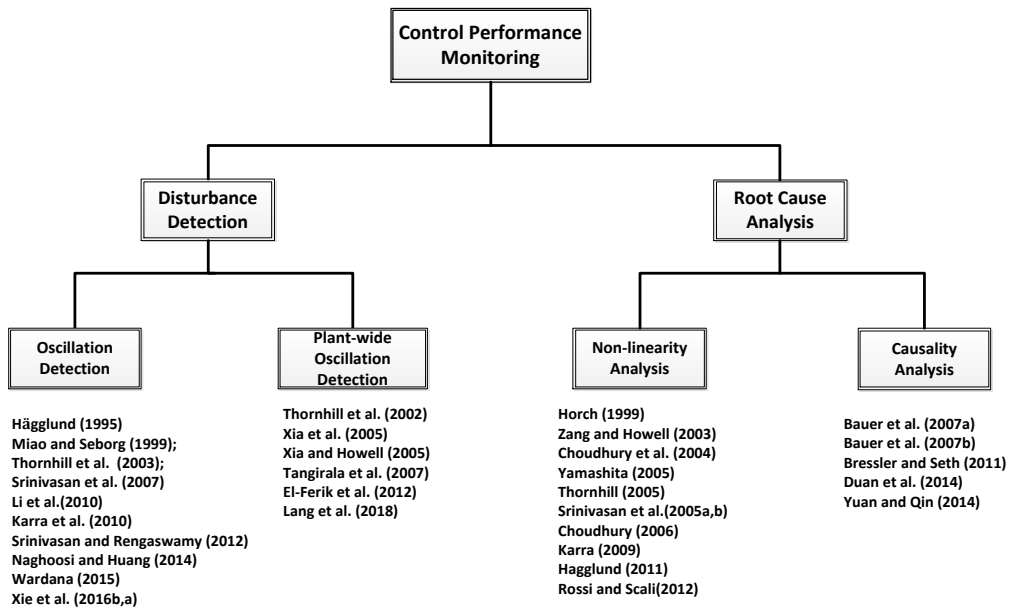 Control Performance
Monitoring
Disturbance
Detection
Root Cause
Analysis
Oscillation
Detection
Plant-wide
Oscillation
Detection
Non-linearity
Analysis
Causality
Analysis
Hägglund (1995)
Miao and Seborg (1999);
Thornhill et al.  (2003);
Srinivasan et al. (2007)
Li et al.(2010)
Karra et al. (2010)
Srinivasan and Rengaswamy (2012)
Naghoosi and Huang (2014)
Wardana (2015)
Xie et al. (2016b,a)
Thornhill et al. (2002)
Xia et al. (2005)
Xia and Howell (2005)
Tangirala et al. (2007)
El-Ferik et al. (2012)
Lang et al. (2018)
Horch (1999)
Zang and Howell (2003)
Choudhury et al. (2004)
Yamashita (2005)
Thornhill (2005)
Srinivasan et al.(2005a,b)
Choudhury (2006)
Karra (2009)
Hagglund (2011)
Rossi and Scali(2012)
Bauer et al. (2007a)
Bauer et al. (2007b)
Bressler and Seth (2011)
Duan et al. (2014)
Yuan and Qin (2014)